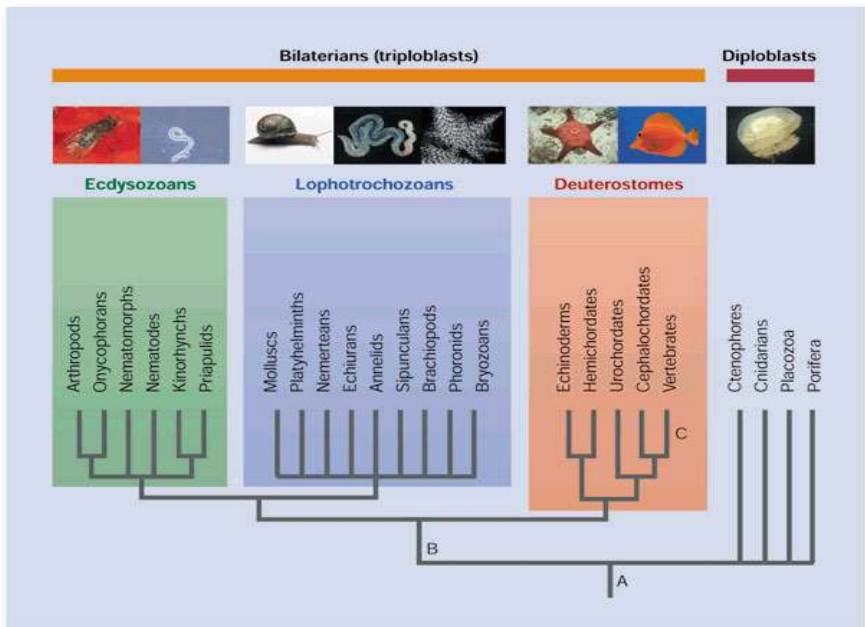 Bilaterians (triploblasts)
Diploblasts
Ecdysozoans
Lophotrochozoans
Deuterostomes
Arthropods
Onycophorans
Nematomorphs
Nematodes
Kinorhynchs
Priapulids
Molluscs
Platyhelminths
Nemerteans
Echiurans
Annelids
Sipunculans
Brachiopods
Phoronids
Bryozoans
Echinoderms
Hemichordates
Urochordates
Cephalochordates
Vertebrates
Ctenophores
Cnidarians
Placozoa
Porifera
C
B
A